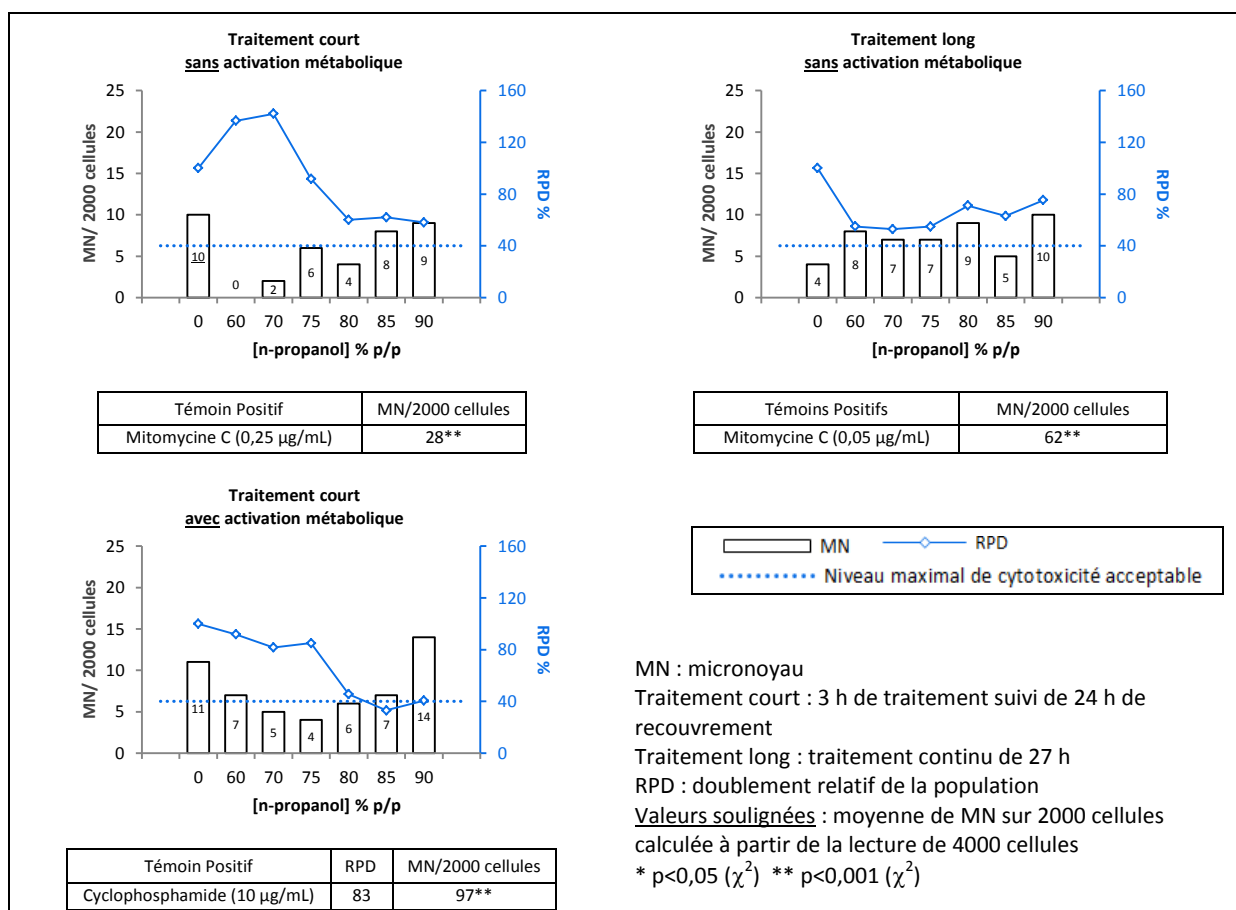 Traitement court
sans activation métabolique
25
20
15
10
5
0
MN/ 2000 cellules
160
120
80
40
0
RPD %
10
0
2
6
4
8
9
0 60 70 75 80 85 90
[n-propanol] % p/p
Témoin Positif MN/2000 cellules
Mitomycine C (0,25 µg/mL) 28**
Traitement long
sans activation métabolique
25
20
15
10
5
0
MN/ 2000 cellules
160
120
80
40
0
RPD %
4
8
7
7
9
5
10
0 60 70 75 80 85 90
[n-propanol] % p/p
Témoins Positifs MN/2000 cellules
Mitomycine C (0,05 µg/mL) 62**
Traitement court
avec activation métabolique
25
20
15
10
5
0
MN/ 2000 cellules
160
120
80
40
0
RPD %
11
7
5
4
6
7
14
0 60 70 75 80 85 90
[n-propanol] % p/p
Témoin Positif RPD MN/2000 cellules
Cyclophosphamide (10 µg/mL) 83 97**
MN RPD
Niveau maximal de cytotoxicité acceptable
MN : micronoyau
Traitement court : 3 h de traitement suivi de 24 h de
recouvrement
Traitement long : traitement continu de 27 h
RPD : doublement relatif de la population
Valeurs soulignées : moyenne de MN sur 2000 cellules
calculée à partir de la lecture de 4000 cellules
* p<0,05 (χ²) ** p<0,001 (χ²)